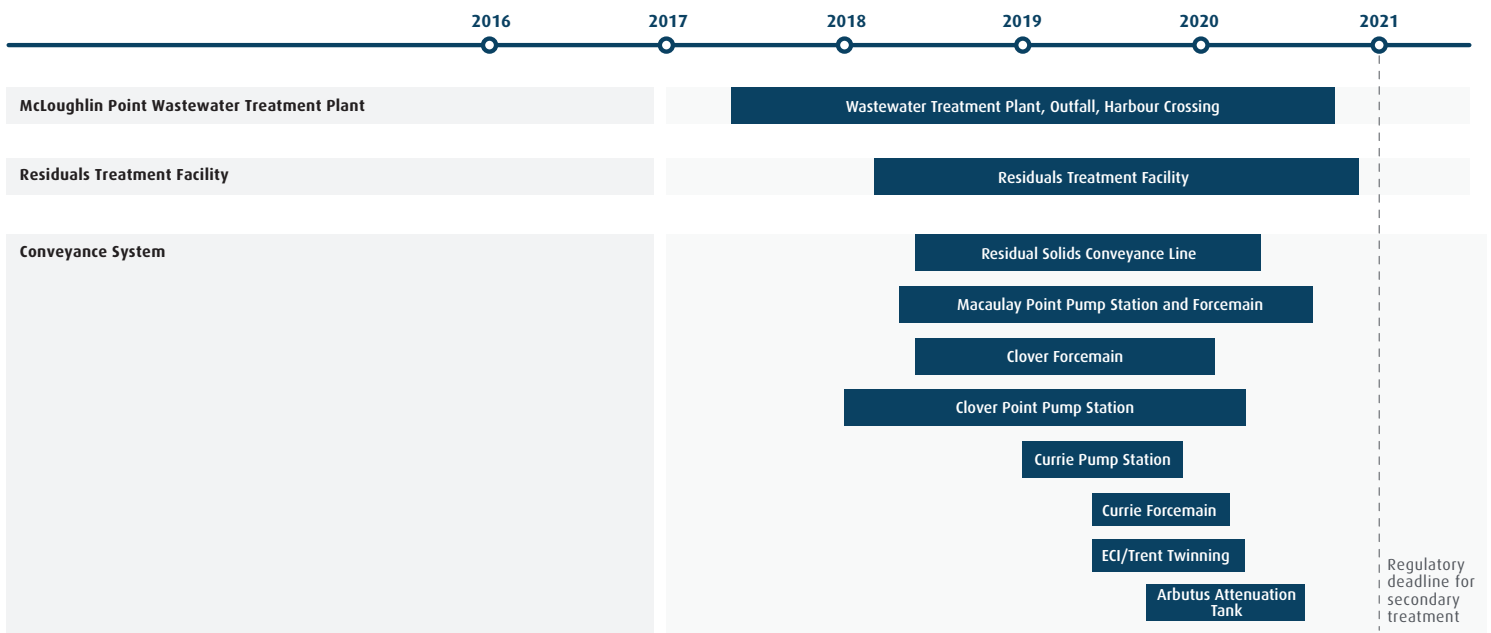 2016 2017 2018 2019 2020 2021
McLoughlin Point Wastewater Treatment Plant
Wastewater Treatment Plant, Outfall, Harbour Crossing
Residuals Treatment Facility
Residuals Treatment Facility
Conveyance System
Residual Solids Conveyance Line
Macaulay Point Pump Station and Forcemain
Clover Forcemain
Clover Point Pump Station
Currie Pump Station
Currie Forcemain
ECI/Trent Twinning
Arbutus Attenuation
Tank
Regulatory
deadline for
secondary
treatment